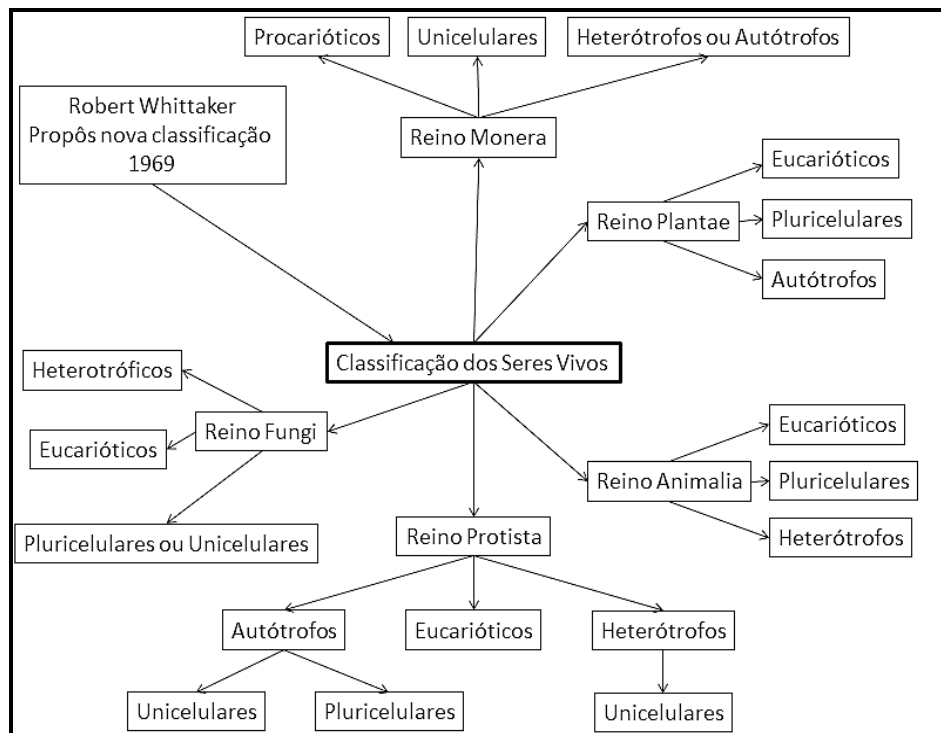 Procarióticos
Unicelulares
Heterótrofos ou Autótrofos
Robert Whittaker
Propôs nova classificação
1969
Reino Monera
Eucarióticos
Reino Plantae
Pluricelulares
Autótrofos
Classificação dos Seres Vivos
Heterotróficos
Reino Fungi
Eucarióticos
Pluricelulares ou Unicelulares
Eucarióticos
Reino Animalia
Pluricelulares
Heterótrofos
Reino Protista
Autótrofos
Eucarióticos
Heterótrofos
Unicelulares
Pluricelulares
Unicelulares